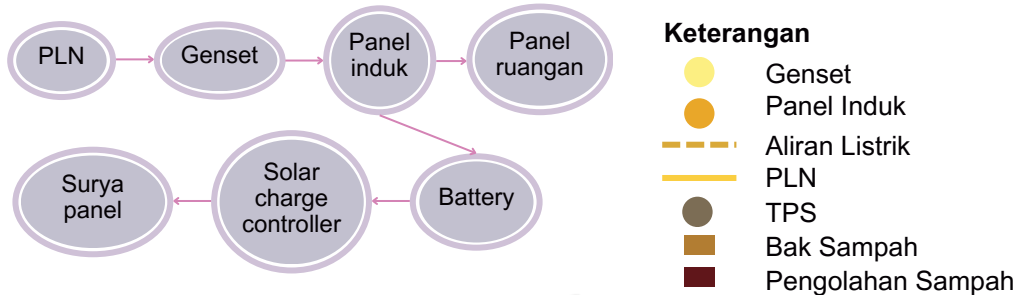 PLN
Genset
Panel
induk
Panel
ruangan
Surya
panel
Solar
charge
controller
Battery
Keterangan
Genset
Panel Induk
Aliran Listrik
PLN
TPS
Bak Sampah
Pengolahan Sampah